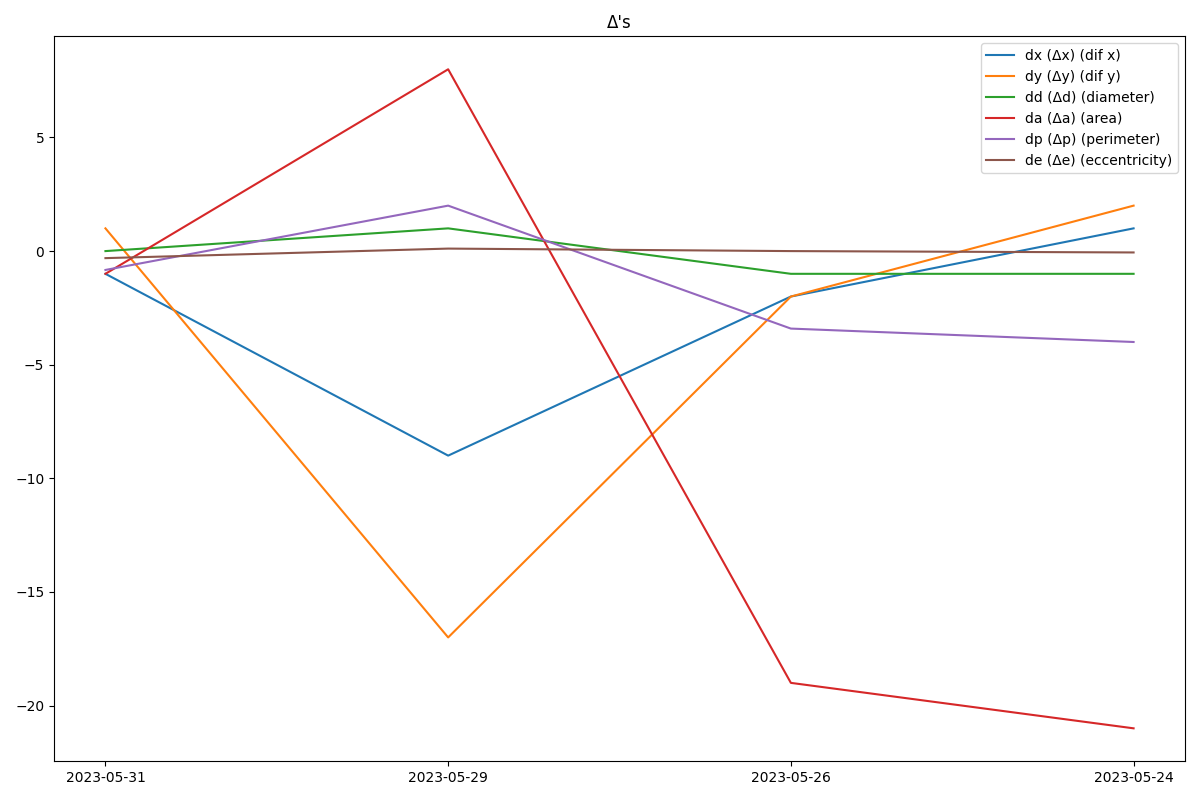 Δ's
dx (Δx) (dif x)
dy (Δy) (dif y)
dd (Δd) (diameter)
da (Δa) (area)
dp (Δp) (perimeter)
de (Δe) (eccentricity)
5
0
−5
−10
−15
−20
2023-05-31 2023-05-29 2023-05-26 2023-05-24